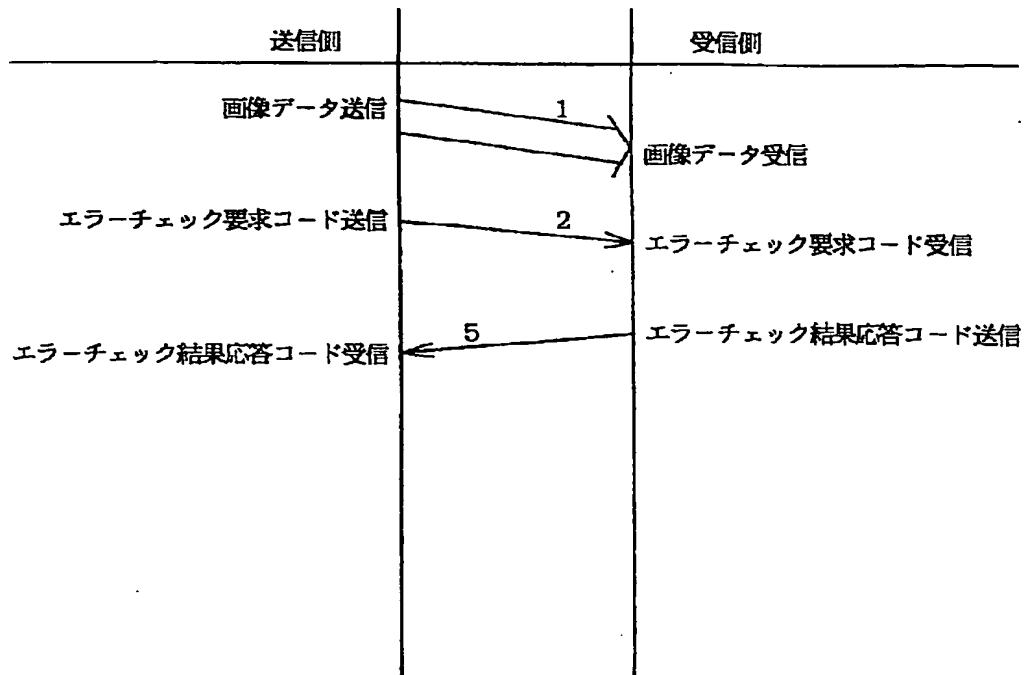 送信側
受信側
画像データ送信
1
画像データ受信
エラーチェック要求コード送信
2
エラーチェック要求コード受信
5
エラーチェック結果応答コード送信
エラーチェック結果応答コード受信